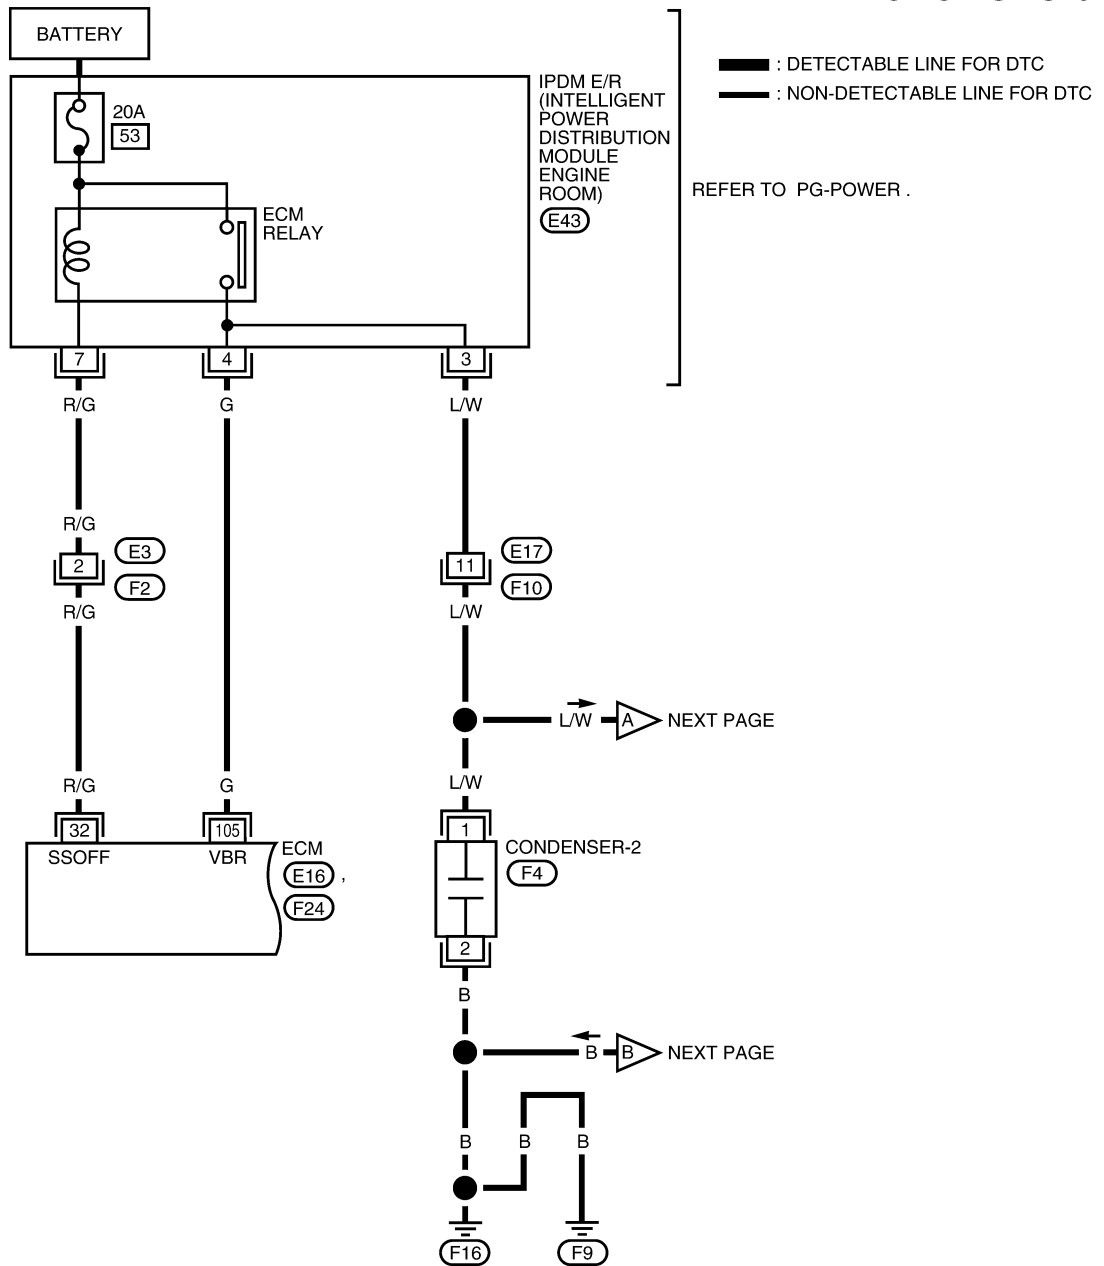 BATTERY
: DETECTABLE LINE FOR DTC
: NON-DETECTABLE LINE FOR DTC
IPDM E/R
(INTELLIGENT
POWER
DISTRIBUTION
MODULE
ENGINE
ROOM)
E43
20A
53
REFER TO PG-POWER .
ECM
RELAY
7
4
3
R/G
G
L/W
R/G
2
E3
F2
11
E17
F10
R/G
L/W
L/W
A
NEXT PAGE
R/G
G
L/W
32
105
1
SSOFF
VBR
ECM
E16 ,
F24
CONDENSER-2
F4
2
B
B
B
NEXT PAGE
B
B
B
F16
F9